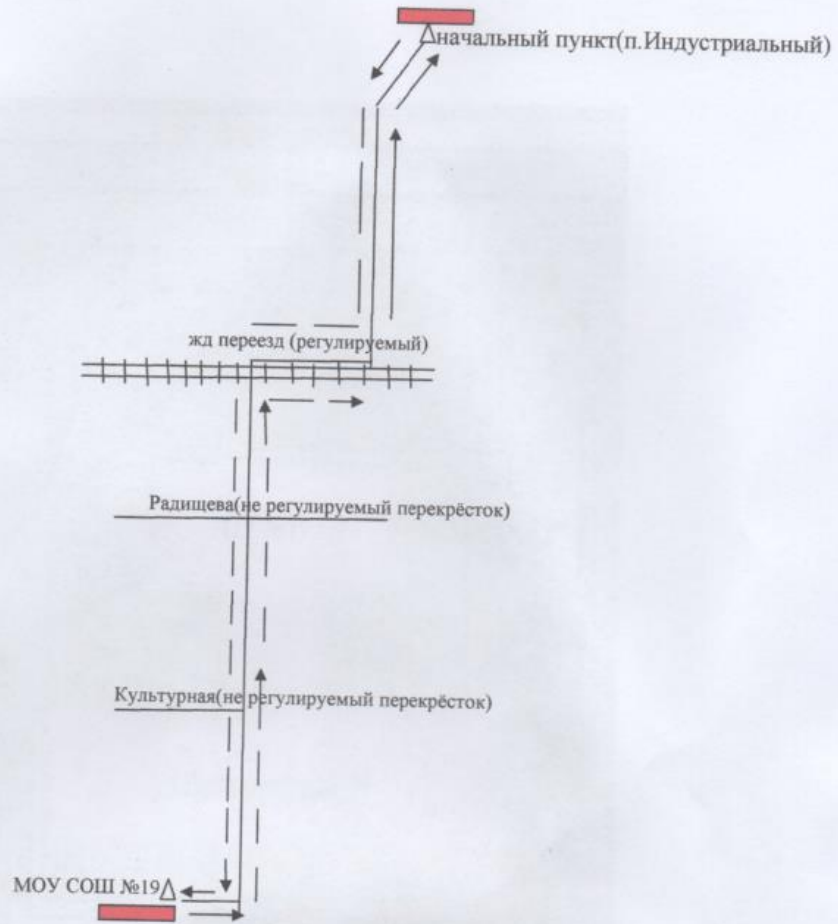 начальный пункт(п.Индустриальный)
жд переезд (регулируемый)
Радищева(не регулируемый перекрёсток)
Культурная(не регулируемый перекрёсток)
МОУ СОШ №19